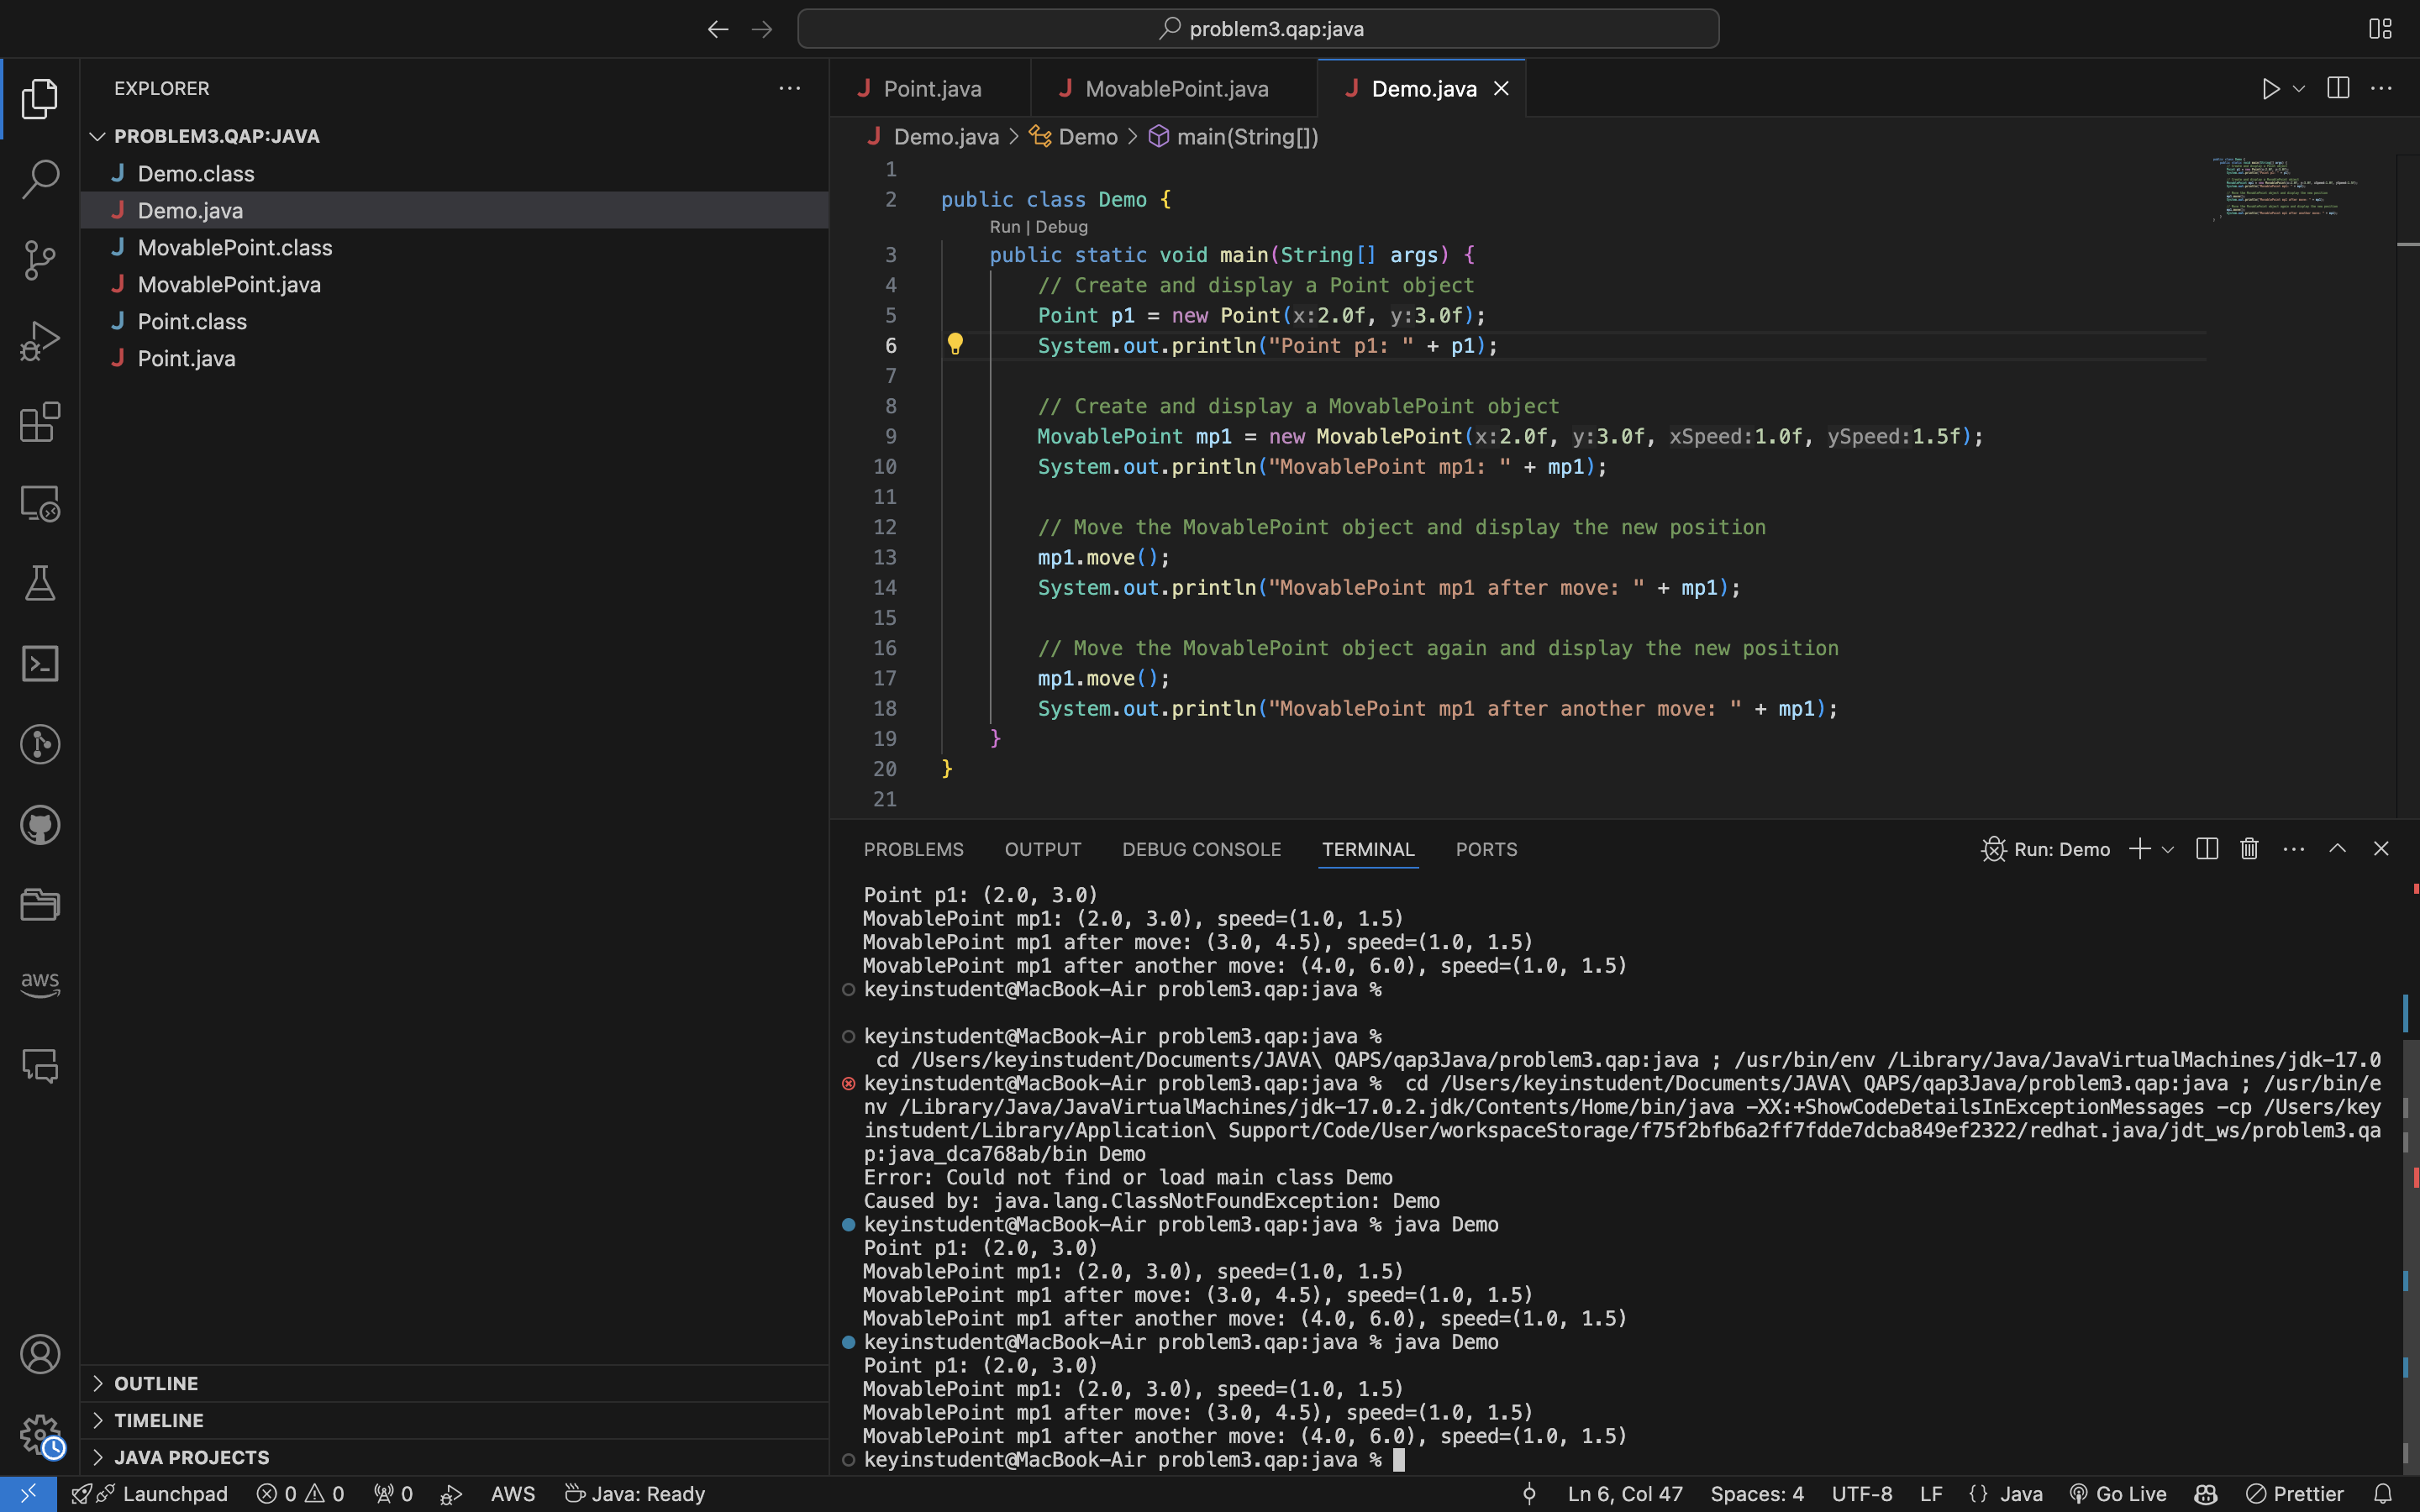 problem3.qap:java
EXPLORER
PROBLEM3.QAP:JAVA
Demo.class
Demo.java
MovablePoint.class
MovablePoint.java
Point.class
Point.java
OUTLINE
TIMELINE
JAVA PROJECTS
Point.java MovablePoint.java Demo.java
Demo.java > Demo > main(String[])
1
2 public class Demo {
Run | Debug
3 public static void main(String[] args) {
4 // Create and display a Point object
5 Point p1 = new Point(x:2.0f, y:3.0f);
6 System.out.println("Point p1: " + p1);
7
8 // Create and display a MovablePoint object
9 MovablePoint mp1 = new MovablePoint(x:2.0f, y:3.0f, xSpeed:1.0f, ySpeed:1.5f);
10 System.out.println("MovablePoint mp1: " + mp1);
11
12 // Move the MovablePoint object and display the new position
13 mp1.move();
14 System.out.println("MovablePoint mp1 after move: " + mp1);
15
16 // Move the MovablePoint object again and display the new position
17 mp1.move();
18 System.out.println("MovablePoint mp1 after another move: " + mp1);
19 }
20 }
21
PROBLEMS OUTPUT DEBUG CONSOLE TERMINAL PORTS Run: Demo
Point p1: (2.0, 3.0)
MovablePoint mp1: (2.0, 3.0), speed=(1.0, 1.5)
MovablePoint mp1 after move: (3.0, 4.5), speed=(1.0, 1.5)
MovablePoint mp1 after another move: (4.0, 6.0), speed=(1.0, 1.5)
keyinstudent@MacBook-Air problem3.qap:java %
keyinstudent@MacBook-Air problem3.qap:java %
cd /Users/keyinstudent/Documents/JAVA\ QAPS/qap3Java/problem3.qap:java ; /usr/bin/env /Library/Java/JavaVirtualMachines/jdk-17.0
keyinstudent@MacBook-Air problem3.qap:java % cd /Users/keyinstudent/Documents/JAVA\ QAPS/qap3Java/problem3.qap:java ; /usr/bin/e
nv /Library/Java/JavaVirtualMachines/jdk-17.0.2.jdk/Contents/Home/bin/java -XX:+ShowCodeDetailsInExceptionMessages -cp /Users/key
instudent/Library/Application\ Support/Code/User/workspaceStorage/f75f2bfb6a2ff7fdde7dcba849ef2322/redhat.java/jdt_ws/problem3.qa
p:java_dca768ab/bin Demo
Error: Could not find or load main class Demo
Caused by: java.lang.ClassNotFoundException: Demo
keyinstudent@MacBook-Air problem3.qap:java % java Demo
Point p1: (2.0, 3.0)
MovablePoint mp1: (2.0, 3.0), speed=(1.0, 1.5)
MovablePoint mp1 after move: (3.0, 4.5), speed=(1.0, 1.5)
MovablePoint mp1 after another move: (4.0, 6.0), speed=(1.0, 1.5)
keyinstudent@MacBook-Air problem3.qap:java % java Demo
Point p1: (2.0, 3.0)
MovablePoint mp1: (2.0, 3.0), speed=(1.0, 1.5)
MovablePoint mp1 after move: (3.0, 4.5), speed=(1.0, 1.5)
MovablePoint mp1 after another move: (4.0, 6.0), speed=(1.0, 1.5)
keyinstudent@MacBook-Air problem3.qap:java %
aws
Launchpad 0 0 0 AWS Java: Ready Ln 6, Col 47 Spaces: 4 UTF-8 LF {} Java Go Live Prettier